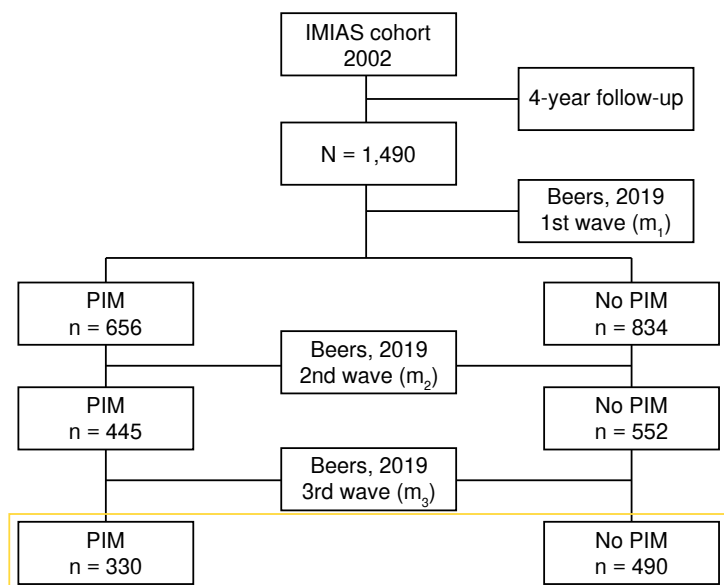 IMIAS cohort
2002
4-year follow-up
N = 1,490
Beers, 2019
1st wave (m₁)
PIM
n = 656
No PIM
n = 834
Beers, 2019
2nd wave (m₂)
PIM
n = 445
No PIM
n = 552
Beers, 2019
3rd wave (m₃)
PIM
n = 330
No PIM
n = 490